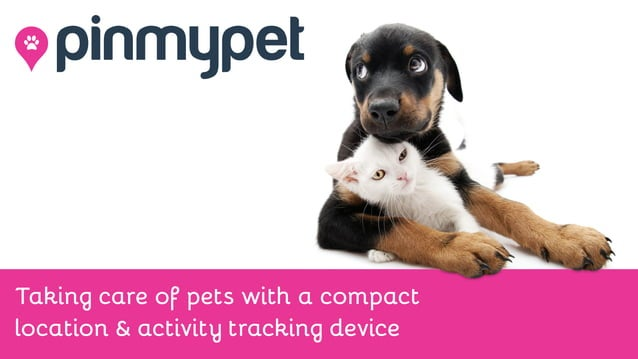 pinmypet
Taking care of pets with a compact
location & activity tracking device